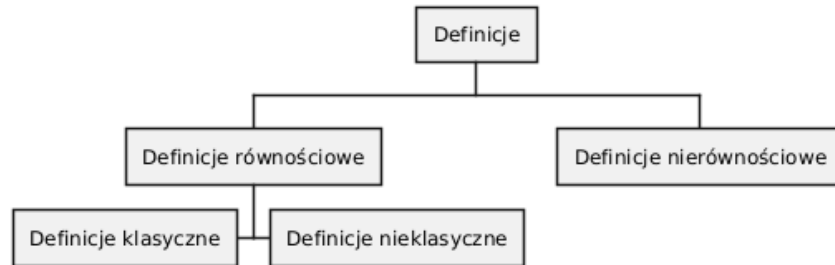 Definicje
Definicje równościowe
Definicje nierównościowe
Definicje klasyczne
Definicje nieklasyczne